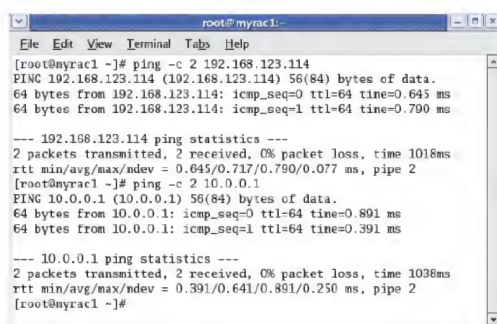 root@myrac1:~
File Edit View Terminal Tabs Help
[root@myrac1 ~]# ping -c 2 192.168.123.114
PING 192.168.123.114 (192.168.123.114) 56(84) bytes of data.
64 bytes from 192.168.123.114: icmp_seq=0 ttl=64 time=0.645 ms
64 bytes from 192.168.123.114: icmp_seq=1 ttl=64 time=0.790 ms
--- 192.168.123.114 ping statistics ---
2 packets transmitted, 2 received, 0% packet loss, time 1018ms
rtt min/avg/max/mdev = 0.645/0.717/0.790/0.077 ms, pipe 2
[root@myrac1 ~]# ping -c 2 10.0.0.1
PING 10.0.0.1 (10.0.0.1) 56(84) bytes of data.
64 bytes from 10.0.0.1: icmp_seq=0 ttl=64 time=0.891 ms
64 bytes from 10.0.0.1: icmp_seq=1 ttl=64 time=0.391 ms
--- 10.0.0.1 ping statistics ---
2 packets transmitted, 2 received, 0% packet loss, time 1038ms
rtt min/avg/max/mdev = 0.391/0.641/0.891/0.250 ms, pipe 2
[root@myrac1 ~]#